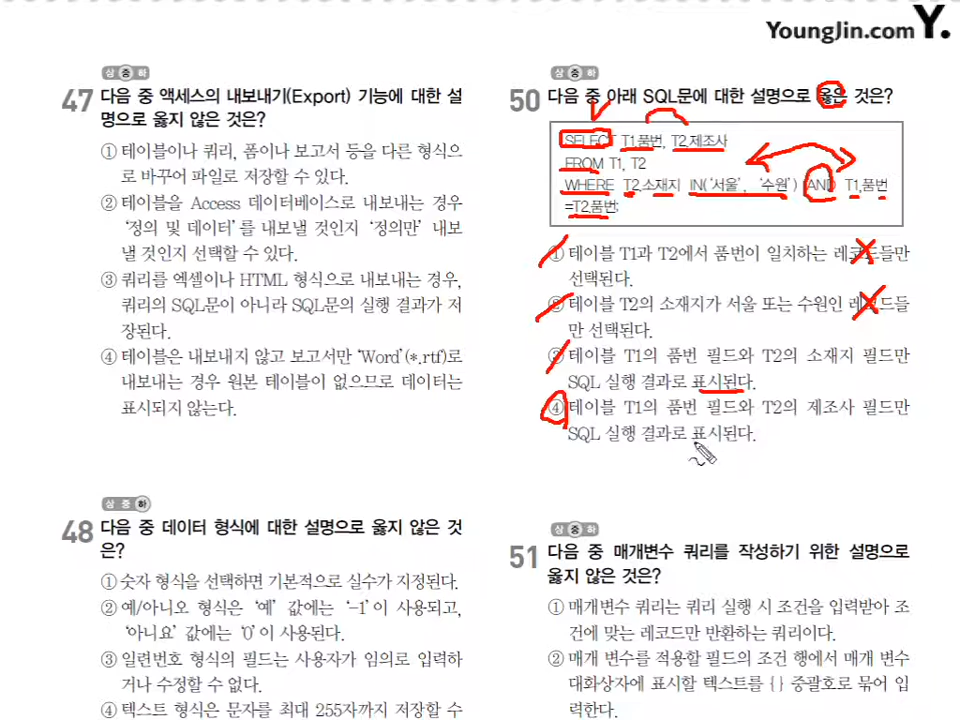 YoungJin.com Y.
상 중 하
47 다음 중 액세스의 내보내기(Export) 기능에 대한 설
명으로 옳지 않은 것은?
① 테이블이나 쿼리, 폼이나 보고서 등을 다른 형식으
로 바꾸어 파일로 저장할 수 있다.
② 테이블을 Access 데이터베이스로 내보내는 경우
‘정의 및 데이터’를 내보낼 것인지 ‘정의만’ 내보
낼 것인지 선택할 수 있다.
③ 쿼리를 엑셀이나 HTML 형식으로 내보내는 경우,
쿼리의 SQL문이 아니라 SQL문의 실행 결과가 저
장된다.
④ 테이블은 내보내지 않고 보고서만 ‘Word’(*.rtf)로
내보내는 경우 원본 테이블이 없으므로 데이터는
표시되지 않는다.
상 중 하
48 다음 중 데이터 형식에 대한 설명으로 옳지 않은 것
은?
① 숫자 형식을 선택하면 기본적으로 실수가 지정된다.
② 예/아니오 형식은 ‘예’ 값에는 ‘-1’이 사용되고,
‘아니요’ 값에는 ‘0’이 사용된다.
③ 일련번호 형식의 필드는 사용자가 임의로 입력하
거나 수정할 수 없다.
④ 텍스트 형식은 문자를 최대 255자까지 저장할 수
상 중 하
50 다음 중 아래 SQL문에 대한 설명으로 옳은 것은?
SELECT T1.품번, T2.제조사
FROM T1, T2
WHERE T2.소재지 IN(‘서울’, ‘수원’) AND T1.품번
=T2.품번;
① 테이블 T1과 T2에서 품번이 일치하는 레코드들만
선택된다.
② 테이블 T2의 소재지가 서울 또는 수원인 레코드들
만 선택된다.
③ 테이블 T1의 품번 필드와 T2의 소재지 필드만
SQL 실행 결과로 표시된다.
④ 테이블 T1의 품번 필드와 T2의 제조사 필드만
SQL 실행 결과로 표시된다.
상 중 하
51 다음 중 매개변수 쿼리를 작성하기 위한 설명으로
옳지 않은 것은?
① 매개변수 쿼리는 쿼리 실행 시 조건을 입력받아 조
건에 맞는 레코드만 반환하는 쿼리이다.
② 매개 변수를 적용할 필드의 조건 행에서 매개 변수
대화상자에 표시할 텍스트를 { } 중괄호로 묶어 입
력한다.